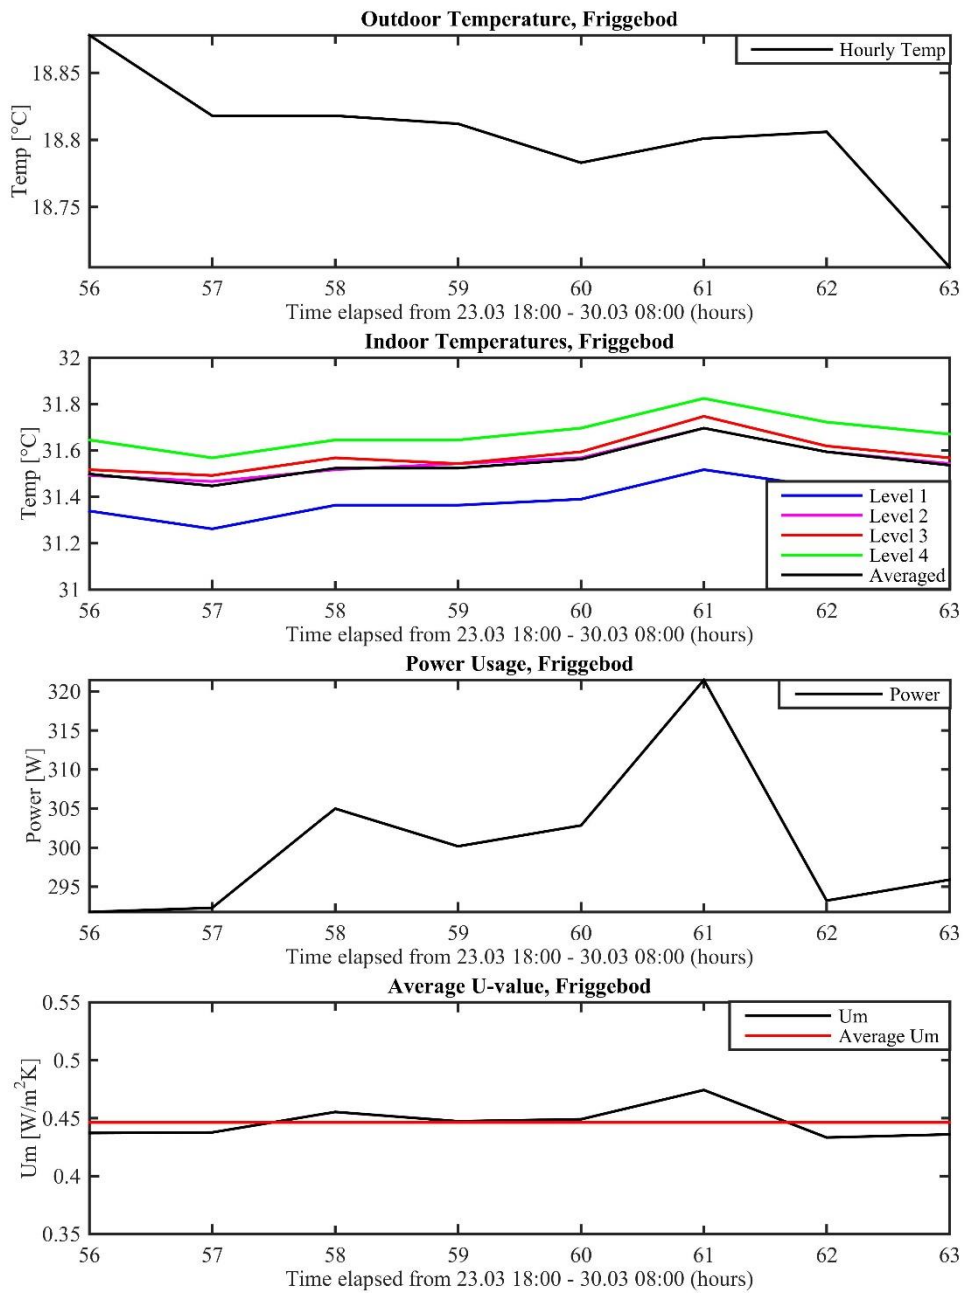 Outdoor Temperature, Friggebod
Hourly Temp
Temp [°C]
18.85
18.8
18.75
56 57 58 59 60 61 62 63
Time elapsed from 23.03 18:00 - 30.03 08:00 (hours)
Indoor Temperatures, Friggebod
Temp [°C]
32
31.8
31.6
31.4
31.2
31
Level 1
Level 2
Level 3
Level 4
Averaged
56 57 58 59 60 61 62 63
Time elapsed from 23.03 18:00 - 30.03 08:00 (hours)
Power Usage, Friggebod
Power
Power [W]
320
315
310
305
300
295
56 57 58 59 60 61 62 63
Time elapsed from 23.03 18:00 - 30.03 08:00 (hours)
Average U-value, Friggebod
Um
Average Um
Um [W/m²K]
0.55
0.5
0.45
0.4
0.35
56 57 58 59 60 61 62 63
Time elapsed from 23.03 18:00 - 30.03 08:00 (hours)